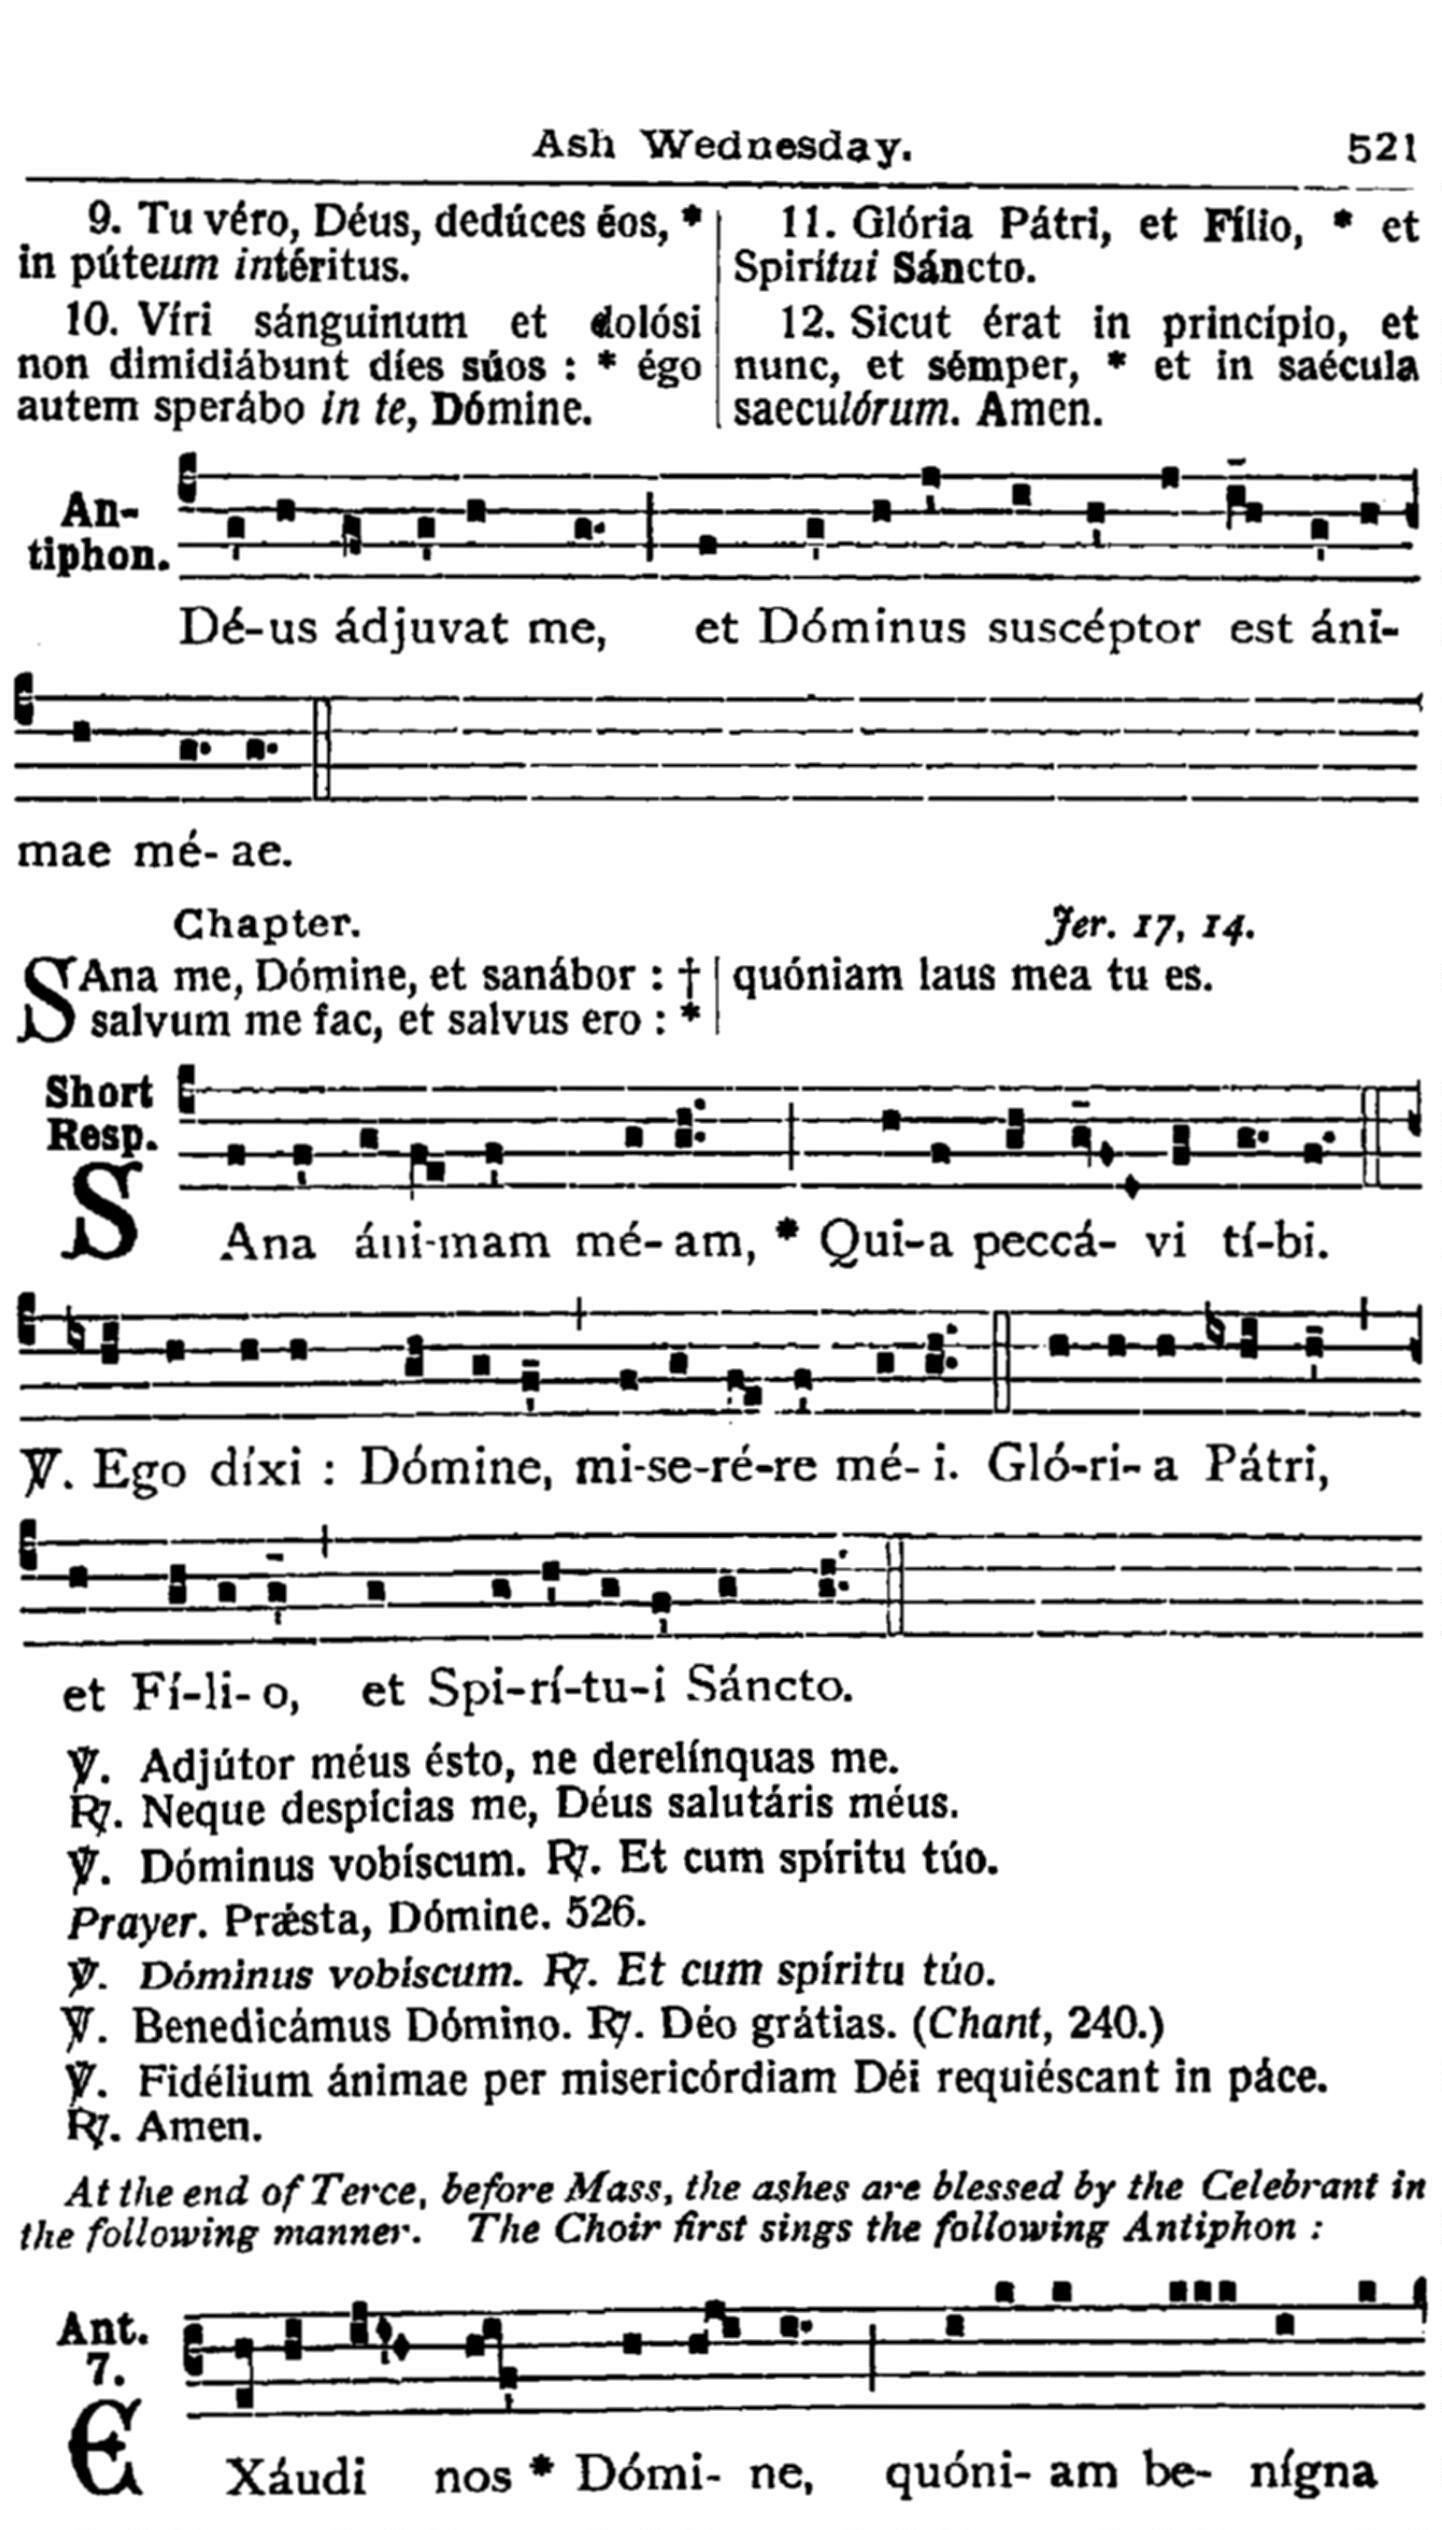 Ash Wednesday.
521
9. Tu véro, Déus, dedúces éos, *
in púteum intéritus.
10. Víri sánguinum et dolósi
non dimidiábunt díes súos : * égo
autem sperábo in te, Dómine.
11. Glória Pátri, et Fílio, * et
Spirítui Sáncto.
12. Sicut érat in princípio, et
nunc, et sémper, * et in saécula
saeculórum. Amen.
An-
tiphon.
Dé-us ádjuvat me, et Dóminus suscéptor est áni-
mae mé- ae.
Chapter.
Jer. 17, 14.
SAna me, Dómine, et sanábor : †
salvum me fac, et salvus ero : *
quóniam laus mea tu es.
Short
Resp.
SAna áni-mam mé- am, * Qui-a peccá- vi tí-bi.
℣. Ego díxi : Dómine, mi-se-ré-re mé- i. Gló-ri- a Pátri,
et Fí-li- o, et Spi-rí-tu-i Sáncto.
℣. Adjútor méus ésto, ne derelínquas me.
℟. Neque despícias me, Déus salutáris méus.
℣. Dóminus vobíscum. ℟. Et cum spíritu túo.
Prayer. Prǽsta, Dómine. 526.
℣. Dóminus vobíscum. ℟. Et cum spíritu túo.
℣. Benedicámus Dómino. ℟. Déo grátias. (Chant, 240.)
℣. Fidélium ánimae per misericórdiam Déi requiéscant in páce.
℟. Amen.
At the end of Terce, before Mass, the ashes are blessed by the Celebrant in
the following manner. The Choir first sings the following Antiphon :
Ant.
7.
EXáudi nos * Dómi- ne, quóni- am be- nígna